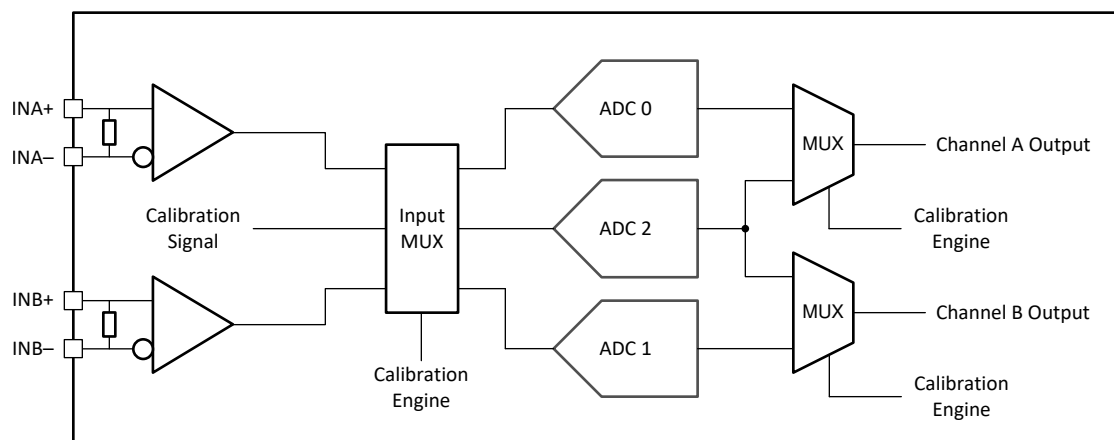 INA+
INA–
INB+
INB–
Calibration
Signal
Input
MUX
Calibration
Engine
ADC 0
ADC 2
ADC 1
MUX
Channel A Output
Calibration
Engine
MUX
Channel B Output
Calibration
Engine